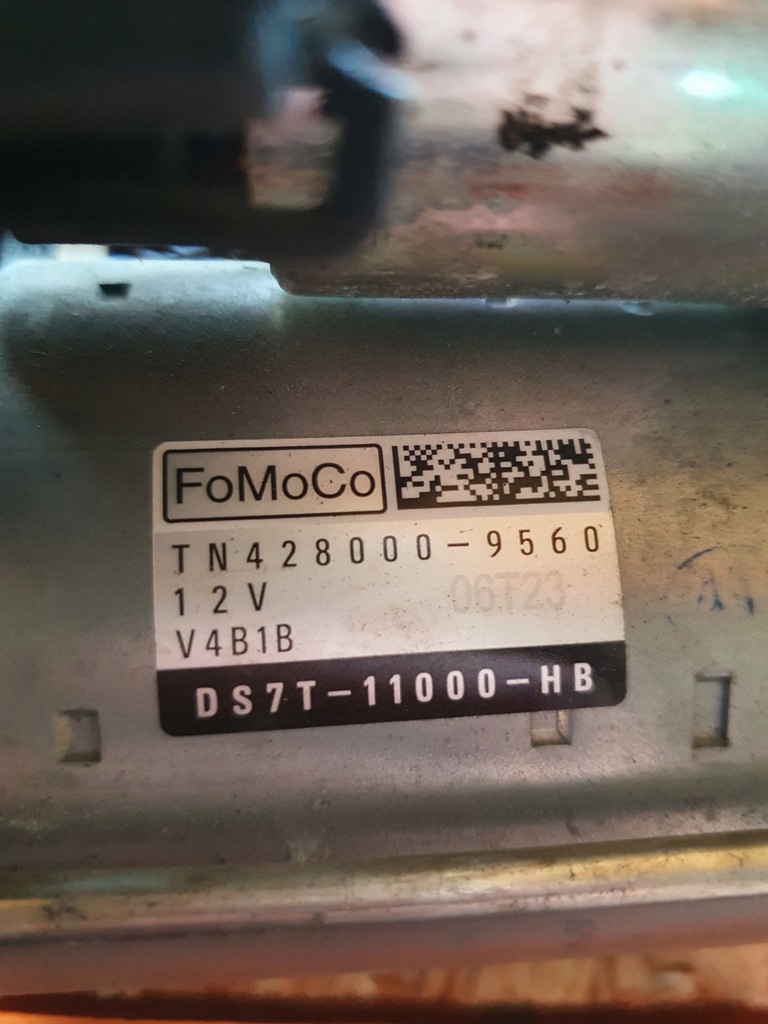 FoMoCo
TN428000-9560
12V 06T23
V4B1B
DS7T-11000-HB